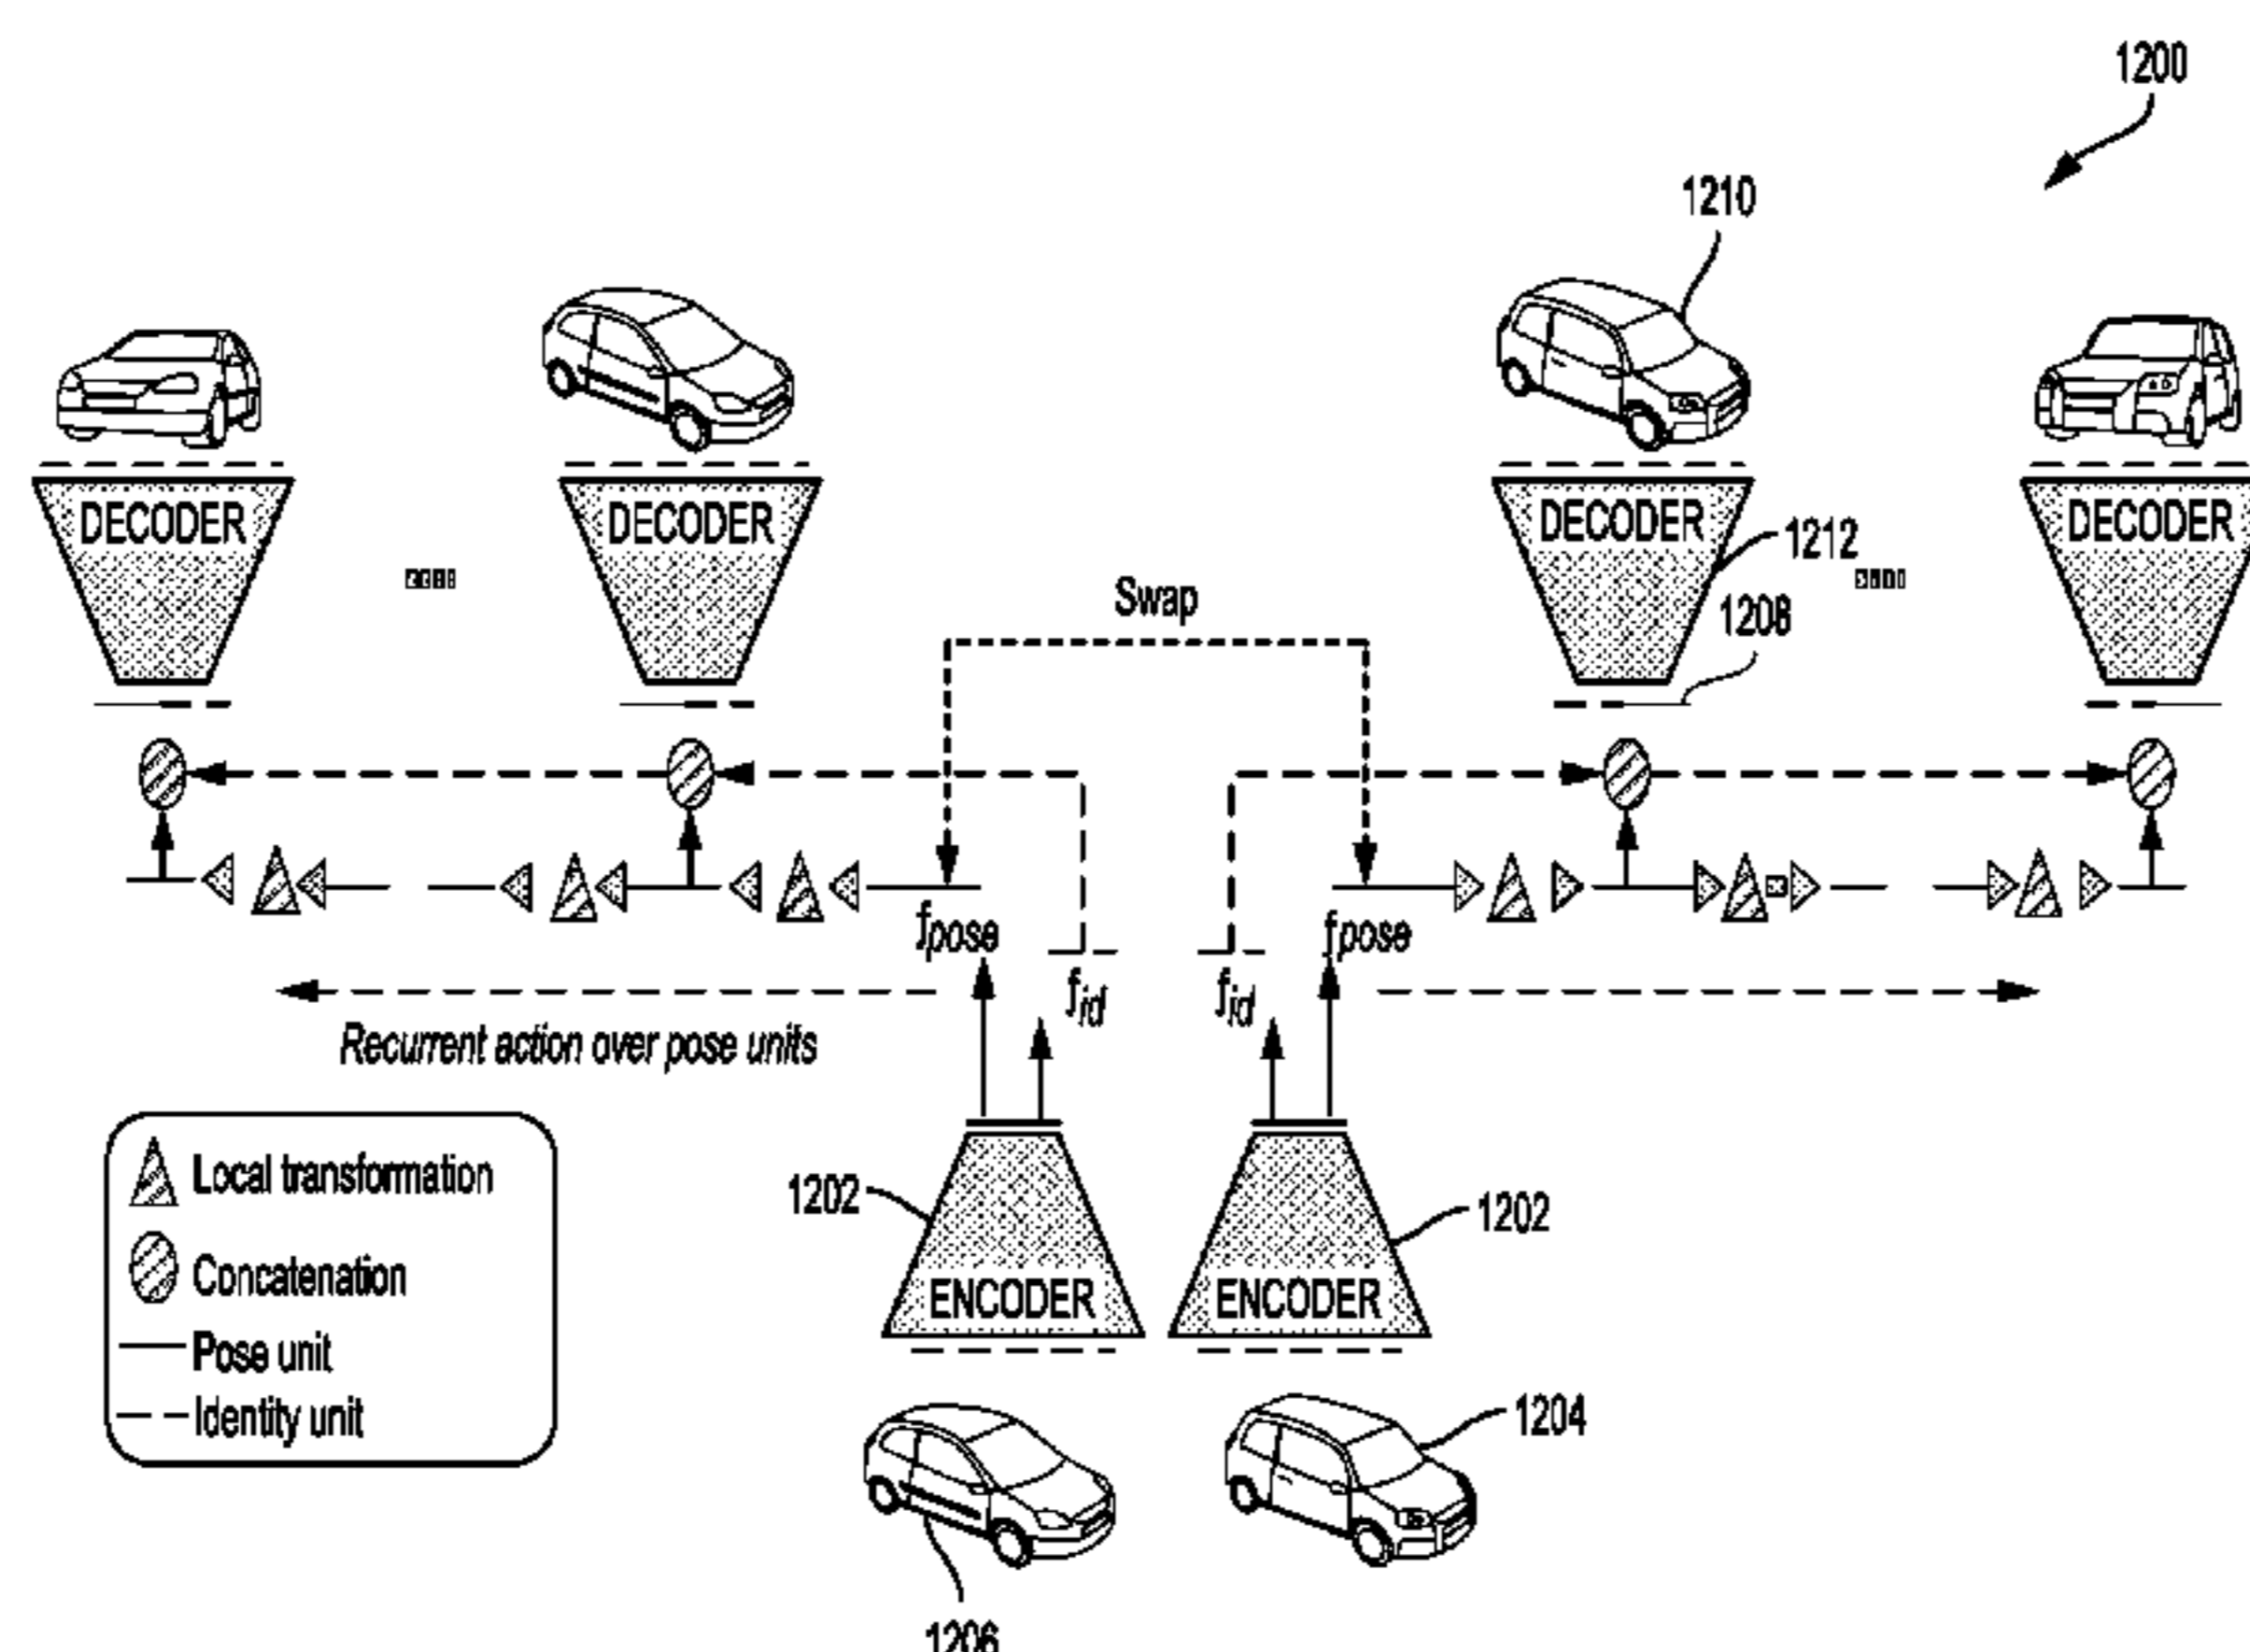 1200
1210
DECODER
DECODER
DECODER
DECODER
1212
Swap
1208
fpose
fpose
fid
fid
Recurrent action over pose units
Local transformation
Concatenation
Pose unit
Identity unit
1202
1202
ENCODER
ENCODER
1204
1206